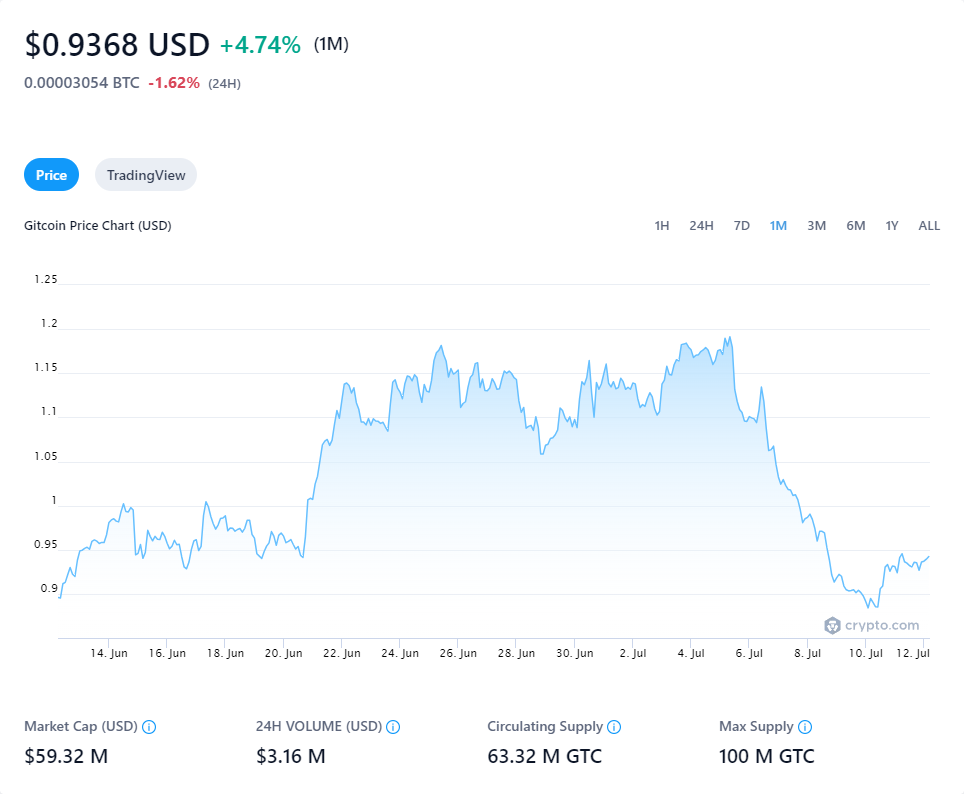 $0.9368 USD +4.74% (1M)
0.00003054 BTC -1.62% (24H)
Price TradingView
Gitcoin Price Chart (USD) 1H 24H 7D 1M 3M 6M 1Y ALL
1.25
1.2
1.15
1.1
1.05
1
0.95
0.9
crypto.com
14. Jun 16. Jun 18. Jun 20. Jun 22. Jun 24. Jun 26. Jun 28. Jun 30. Jun 2. Jul 4. Jul 6. Jul 8. Jul 10. Jul 12. Jul
Market Cap (USD) 24H VOLUME (USD) Circulating Supply Max Supply
$59.32 M $3.16 M 63.32 M GTC 100 M GTC